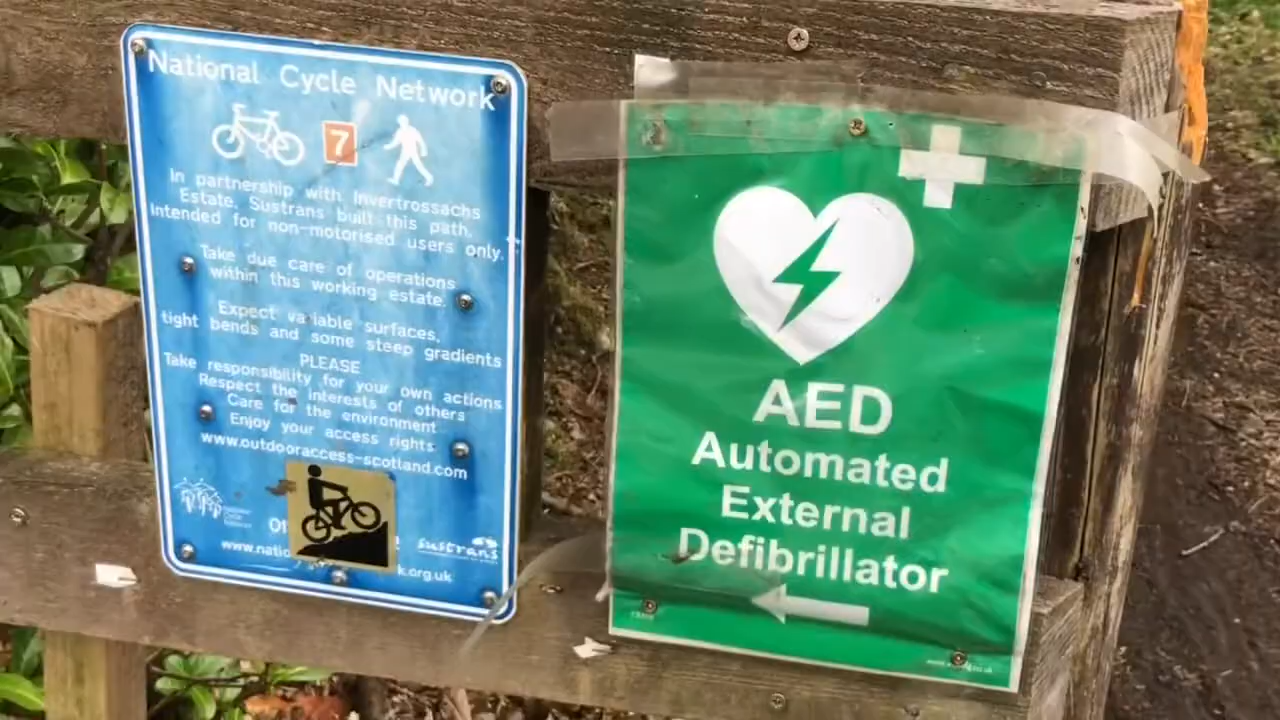 National Cycle Network
7
In partnership with Invertrossachs
Estate, Sustrans built this path.
Intended for non-motorised users only.
Take due care of operations
within this working estate.
Expect variable surfaces,
tight bends and some steep gradients
PLEASE
Take responsibility for your own actions
Respect the interests of others
Care for the environment
Enjoy your access rights
www.outdooraccess-scotland.com
sustrans
AED
Automated
External
Defibrillator